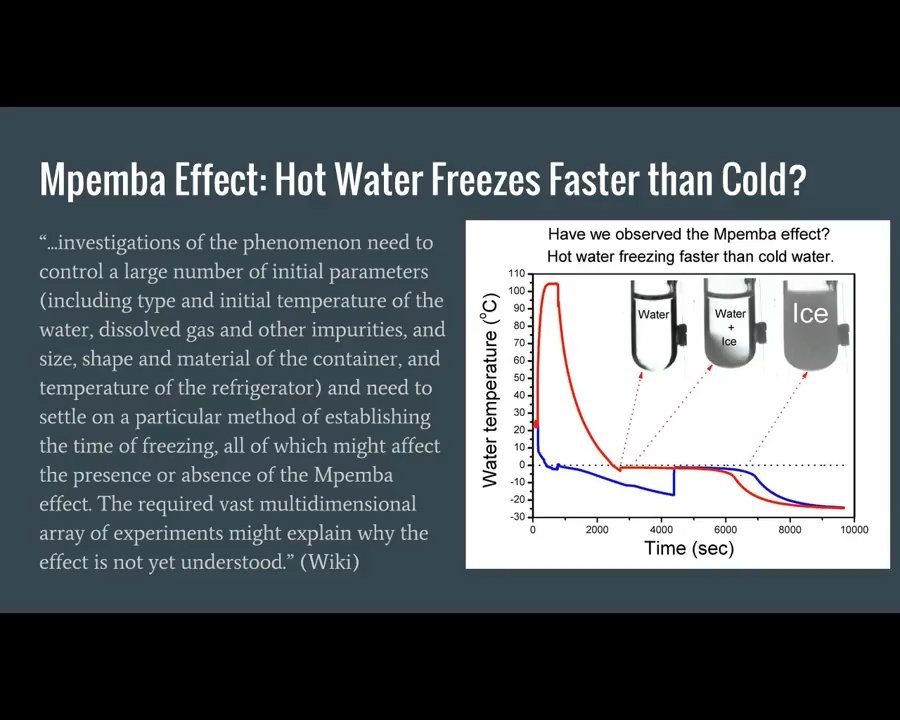 Mpemba Effect: Hot Water Freezes Faster than Cold?
“...investigations of the phenomenon need to
control a large number of initial parameters
(including type and initial temperature of the
water, dissolved gas and other impurities, and
size, shape and material of the container, and
temperature of the refrigerator) and need to
settle on a particular method of establishing
the time of freezing, all of which might affect
the presence or absence of the Mpemba
effect. The required vast multidimensional
array of experiments might explain why the
effect is not yet understood.” (Wiki)
Have we observed the Mpemba effect?
Hot water freezing faster than cold water.
Water temperature (°C)
110
100
90
80
70
60
50
40
30
20
10
0
-10
-20
-30
Water
Water
+
Ice
Ice
0
2000
4000
6000
8000
10000
Time (sec)